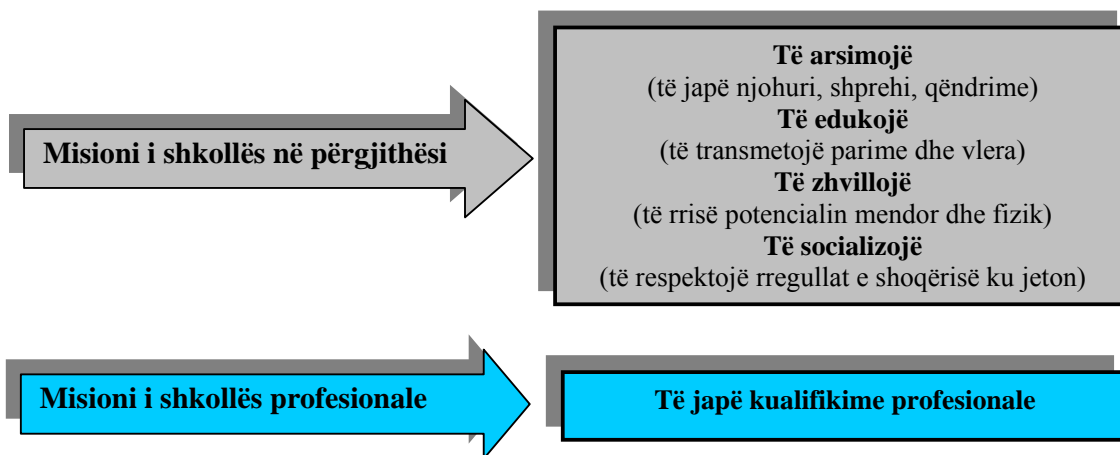 Misioni i shkollës në përgjithësi
Të arsimojë
(të japë njohuri, shprehi, qëndrime)
Të edukojë
(të transmetojë parime dhe vlera)
Të zhvillojë
(të rrisë potencialin mendor dhe fizik)
Të socializojë
(të respektojë rregullat e shoqërisë ku jeton)
Misioni i shkollës profesionale
Të japë kualifikime profesionale